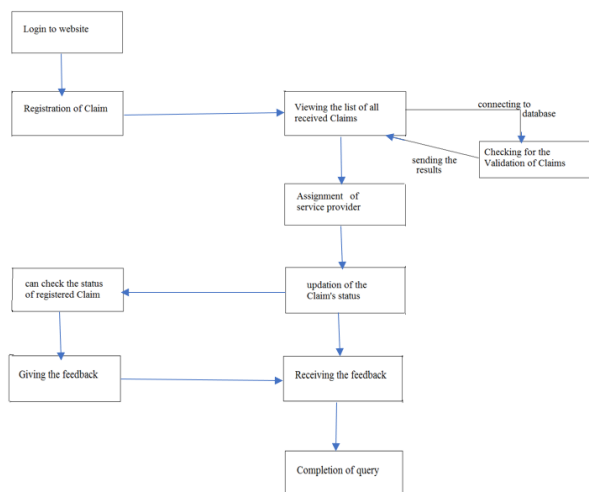 Login to website
Registration of Claim
Viewing the list of all
received Claims
connecting to
database
Checking for the
Validation of Claims
sending the
results
Assignment of
service provider
can check the status
of registered Claim
updation of the
Claim's status
Giving the feedback
Receiving the feedback
Completion of query